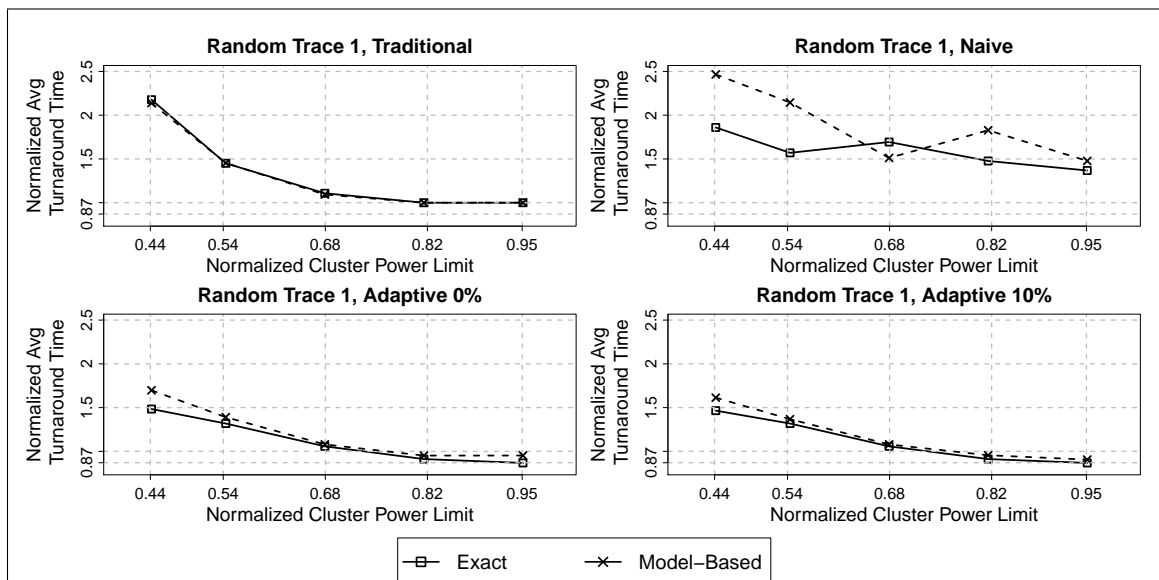 Random Trace 1, Traditional
Normalized Avg
Turnaround Time
2.5
2
1.5
0.87
0.44 0.54 0.68 0.82 0.95
Normalized Cluster Power Limit
Random Trace 1, Naive
Normalized Avg
Turnaround Time
2.5
2
1.5
0.87
0.44 0.54 0.68 0.82 0.95
Normalized Cluster Power Limit
Random Trace 1, Adaptive 0%
Normalized Avg
Turnaround Time
2.5
2
1.5
0.87
0.44 0.54 0.68 0.82 0.95
Normalized Cluster Power Limit
Random Trace 1, Adaptive 10%
Normalized Avg
Turnaround Time
2.5
2
1.5
0.87
0.44 0.54 0.68 0.82 0.95
Normalized Cluster Power Limit
Exact Model−Based